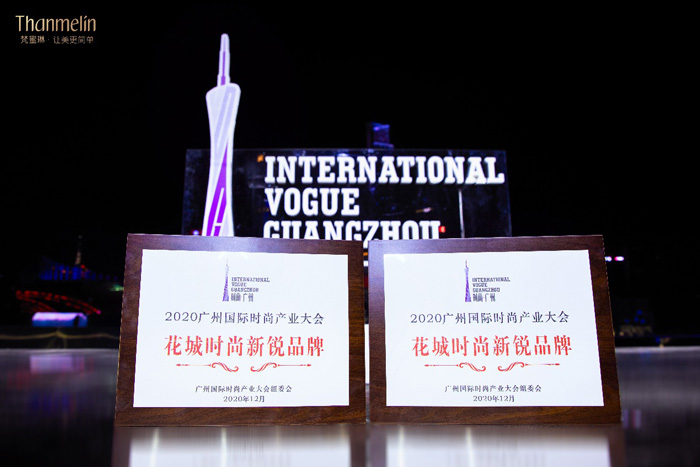 Thanmelin
梵蜜琳·让美更简单
INTERNATIONAL
VOGUE
GUANGZHOU
INTERNATIONAL
VOGUE
GUANGZHOU
时尚·广州
2020广州国际时尚产业大会
花城时尚新锐品牌
广州国际时尚产业大会组委会
2020年12月
INTERNATIONAL
VOGUE
GUANGZHOU
时尚·广州
2020广州国际时尚产业大会
花城时尚新锐品牌
广州国际时尚产业大会组委会
2020年12月